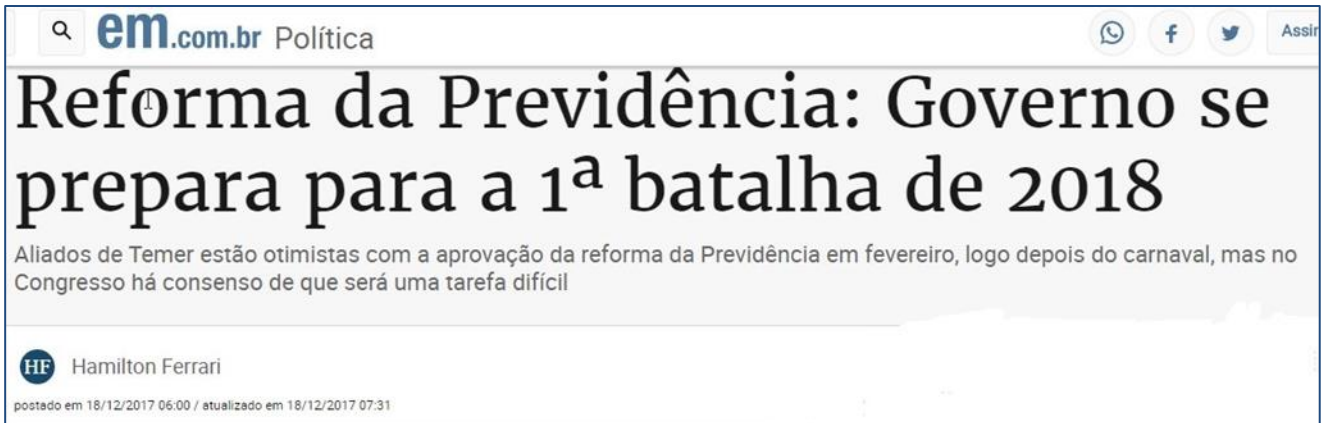 em.com.br Política
Assin
Reforma da Previdência: Governo se
prepara para a 1ª batalha de 2018
Aliados de Temer estão otimistas com a aprovação da reforma da Previdência em fevereiro, logo depois do carnaval, mas no
Congresso há consenso de que será uma tarefa difícil
HF Hamilton Ferrari
postado em 18/12/2017 06:00 / atualizado em 18/12/2017 07:31